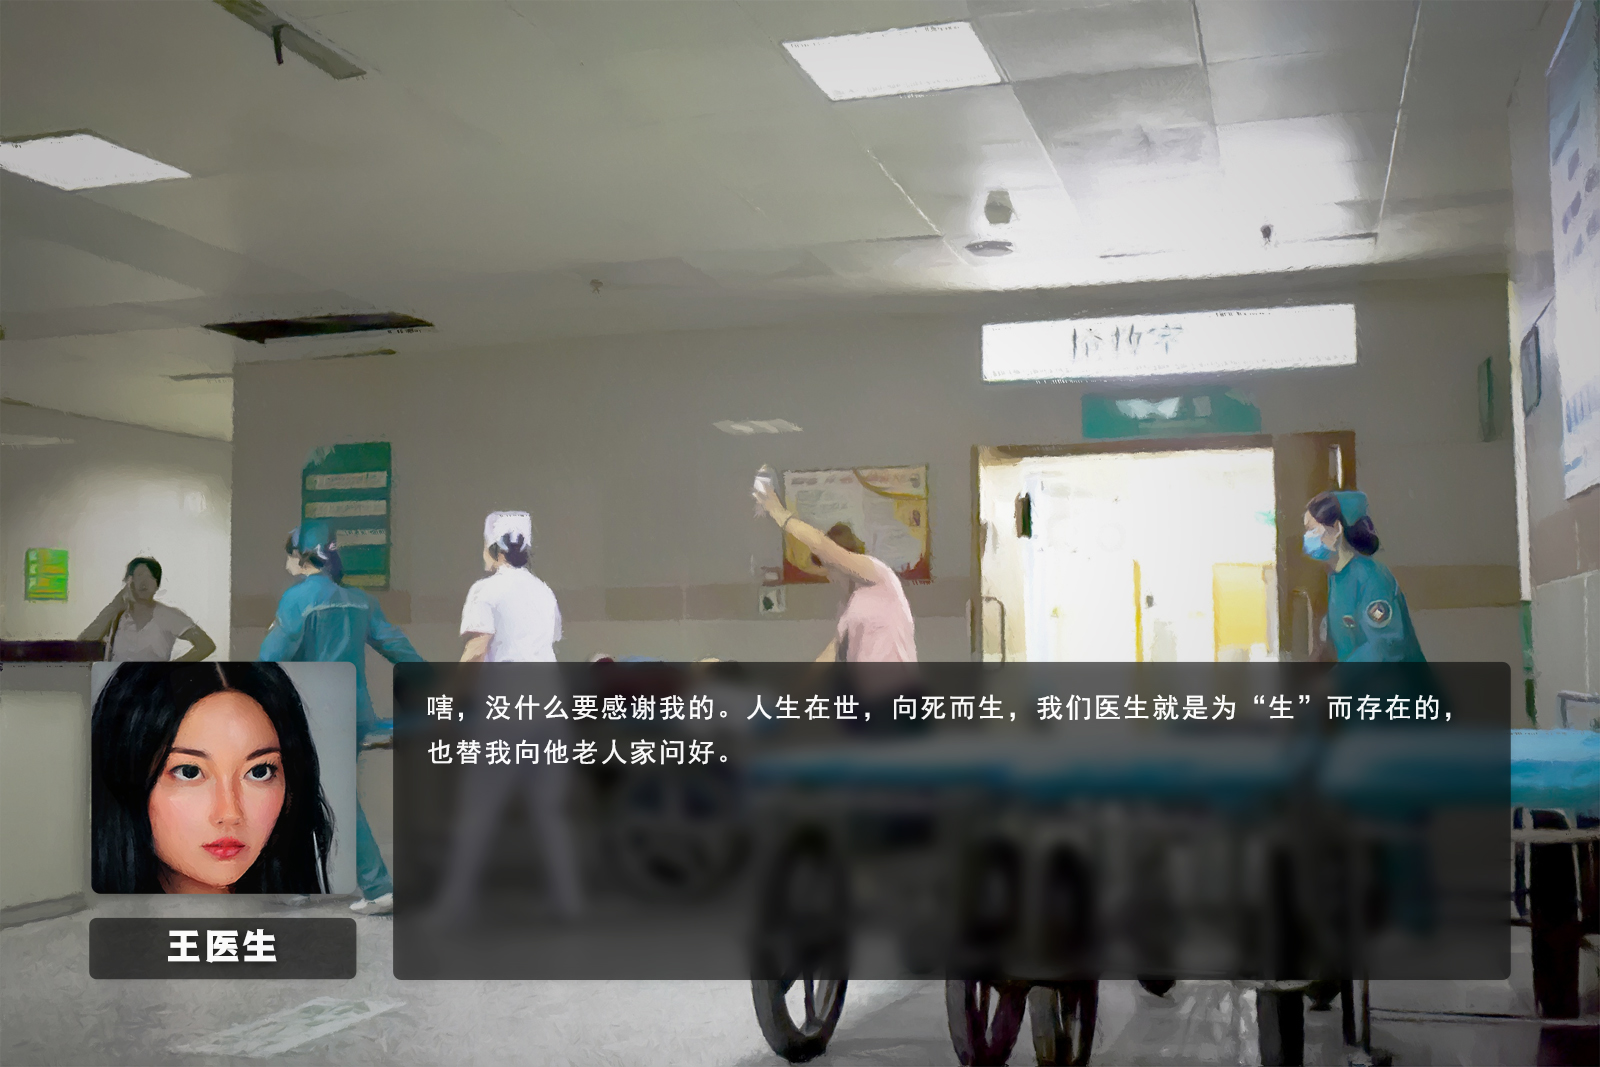 嗐，没什么要感谢我的。人生在世，向死而生，我们医生就是为“生”而存在的，
也替我向他老人家问好。
王医生